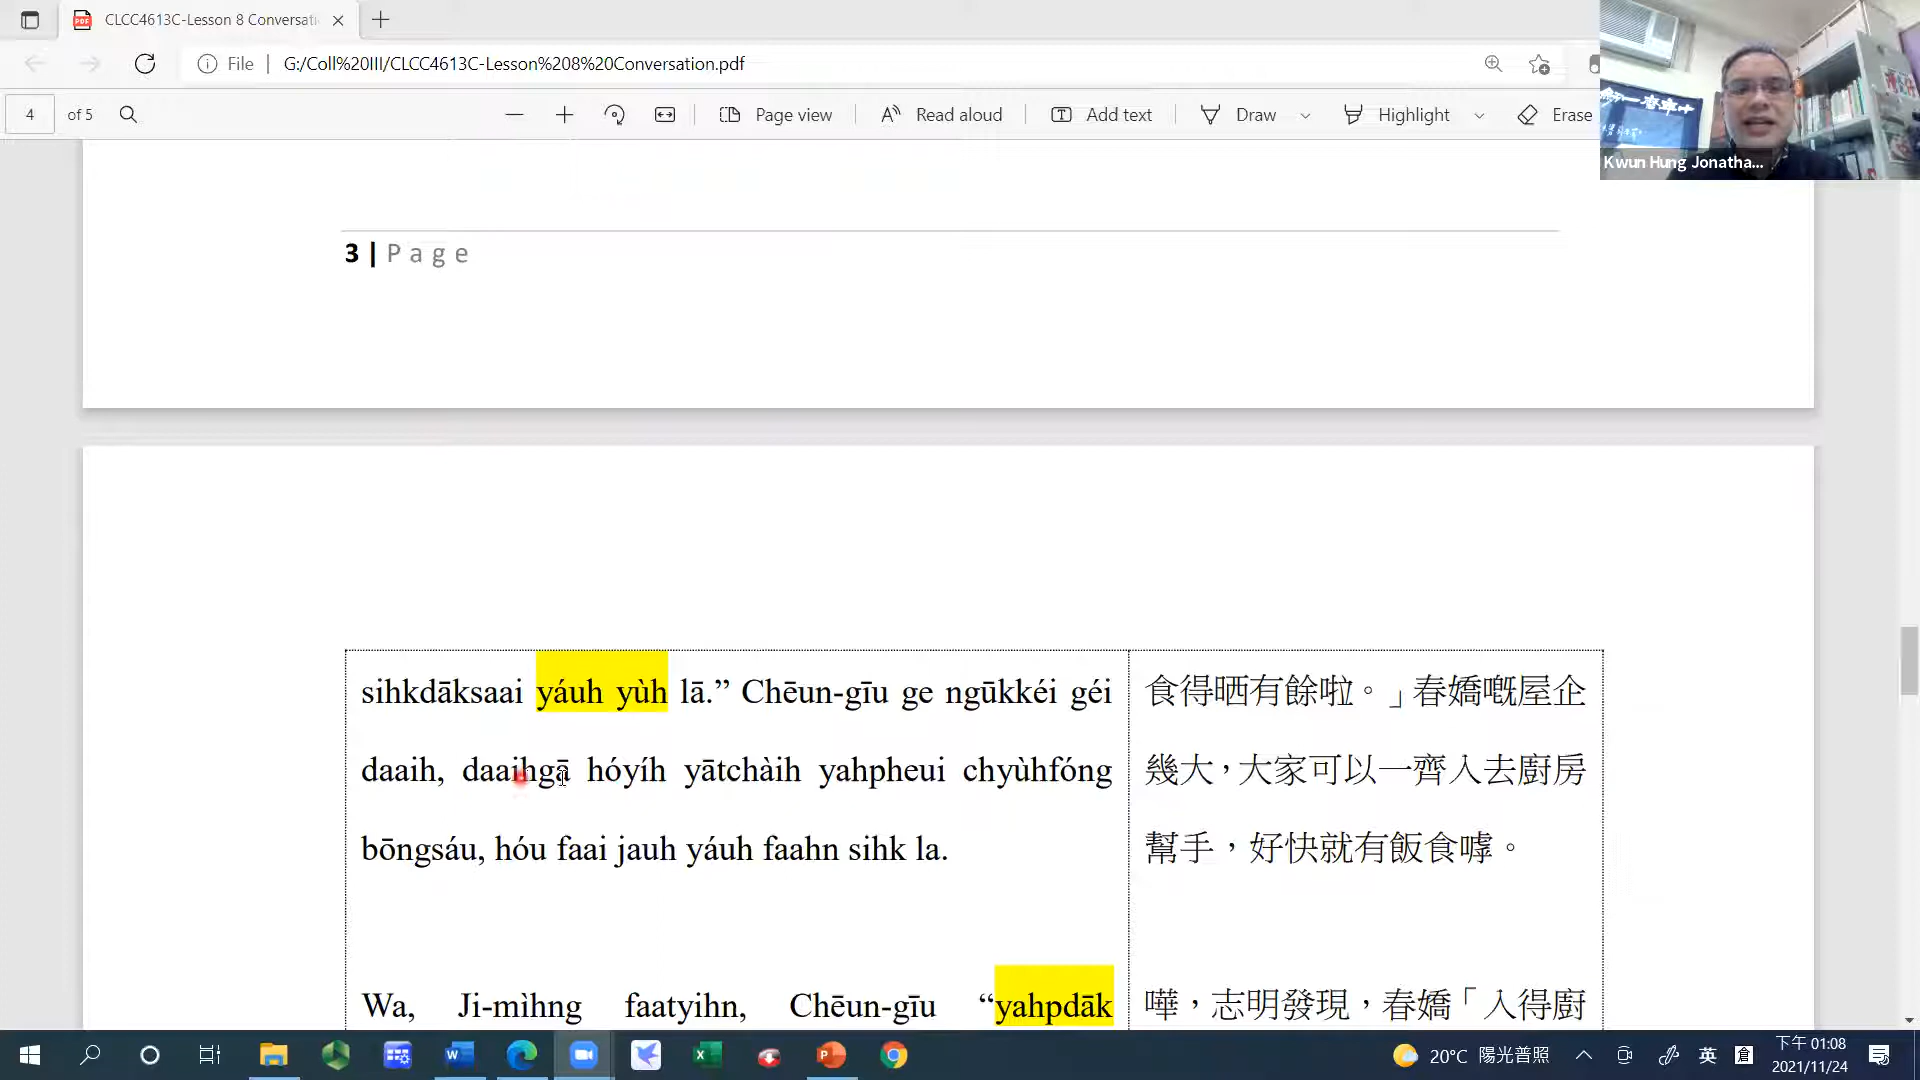 CLCC4613C-Lesson 8 Conversati
File
G:/Coll%20III/CLCC4613C-Lesson%208%20Conversation.pdf
4 of 5
Page view
Read aloud
Add text
Draw
Highlight
Erase
Kwun Hung Jonatha...
3 | Page
sihkdāksaai yáuh yùh lā.” Chēun-gīu ge ngūkkéi géi
daaih, daaihgā hóyíh yātchàih yahpheui chyùhfóng
bōngsáu, hóu faai jauh yáuh faahn sihk la.
Wa, Ji-mìhng faatyihn, Chēun-gīu “yahpdāk
食得晒有餘啦。」春嬌嘅屋企
幾大，大家可以一齊入去廚房
幫手，好快就有飯食嘑。
嘩，志明發現，春嬌「入得廚
20°C 陽光普照
英
倉
下午 01:08
2021/11/24